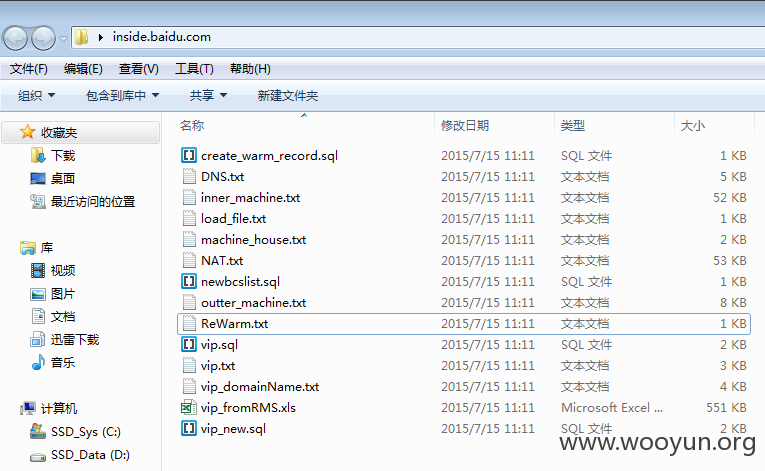 inside.baidu.com
文件(F) 编辑(E) 查看(V) 工具(T) 帮助(H)
组织 包含到库中 共享 新建文件夹
收藏夹
下载
桌面
最近访问的位置
库
视频
图片
文档
迅雷下载
音乐
计算机
SSD_Sys (C:)
SSD_Data (D:)
名称 修改日期 类型 大小
create_warm_record.sql 2015/7/15 11:11 SQL 文件 1 KB
DNS.txt 2015/7/15 11:11 文本文档 5 KB
inner_machine.txt 2015/7/15 11:11 文本文档 52 KB
load_file.txt 2015/7/15 11:11 文本文档 1 KB
machine_house.txt 2015/7/15 11:11 文本文档 2 KB
NAT.txt 2015/7/15 11:11 文本文档 53 KB
newbcslist.sql 2015/7/15 11:11 SQL 文件 1 KB
outter_machine.txt 2015/7/15 11:11 文本文档 8 KB
ReWarm.txt 2015/7/15 11:11 文本文档 1 KB
vip.sql 2015/7/15 11:11 SQL 文件 2 KB
vip.txt 2015/7/15 11:11 文本文档 3 KB
vip_domainName.txt 2015/7/15 11:11 文本文档 4 KB
vip_fromRMS.xls 2015/7/15 11:11 Microsoft Excel ... 551 KB
vip_new.sql 2015/7/15 11:11 SQL 文件 2 KB
www.wooyun.org